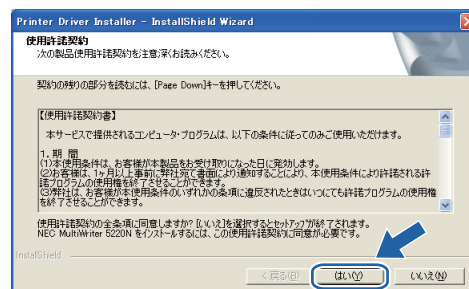 Printer Driver Installer - InstallShield Wizard
使用許諾契約
次の製品使用許諾契約を注意深くお読みください。
契約の残りの部分を読むには、[Page Down]キーを押してください。
【使用許諾契約書】
本サービスで提供されるコンピュータ・プログラムは、以下の条件に従ってのみご使用いただけます。
1. 期 間
(1)本使用条件は、お客様が本製品をお受け取りになった日に発効します。
(2)お客様は、1ヶ月以上事前に弊社宛て書面により通知することにより、本使用条件により許諾される許
諾プログラムの使用権を終了させることができます。
(3)弊社は、お客様が本使用条件のいずれかの条項に違反されたときはいつにても許諾プログラムの使用権
を終了させることができます。
使用許諾契約の全条項に同意しますか? [いいえ]を選択するとセットアップが終了されます。
NEC MultiWriter 5220N をインストールするには、この使用許諾契約に同意が必要です。
InstallShield
< 戻る(B)
はい(Y)
いいえ(N)